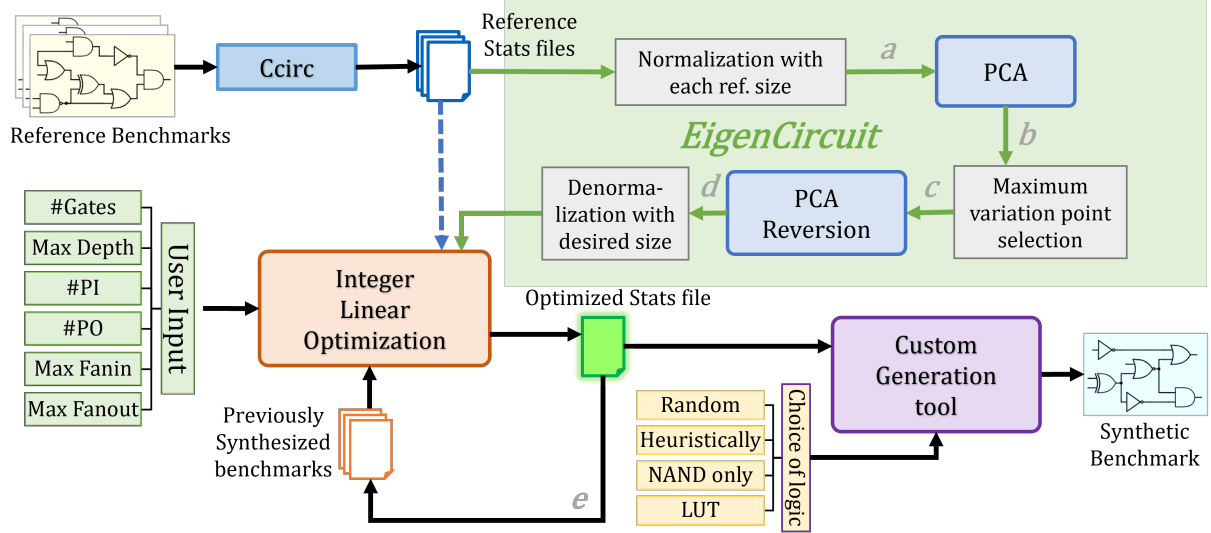 Reference Benchmarks
Ccirc
Reference
Stats files
Normalization with
each ref. size
a
PCA
EigenCircuit
b
Maximum
variation point
selection
c
PCA
Reversion
d
Denorma-
lization with
desired size
#Gates
Max Depth
#PI
#PO
Max Fanin
Max Fanout
User Input
Integer
Linear
Optimization
Optimized Stats file
Previously
Synthesized
benchmarks
e
Random
Heuristically
NAND only
LUT
Choice of logic
Custom
Generation
tool
Synthetic
Benchmark